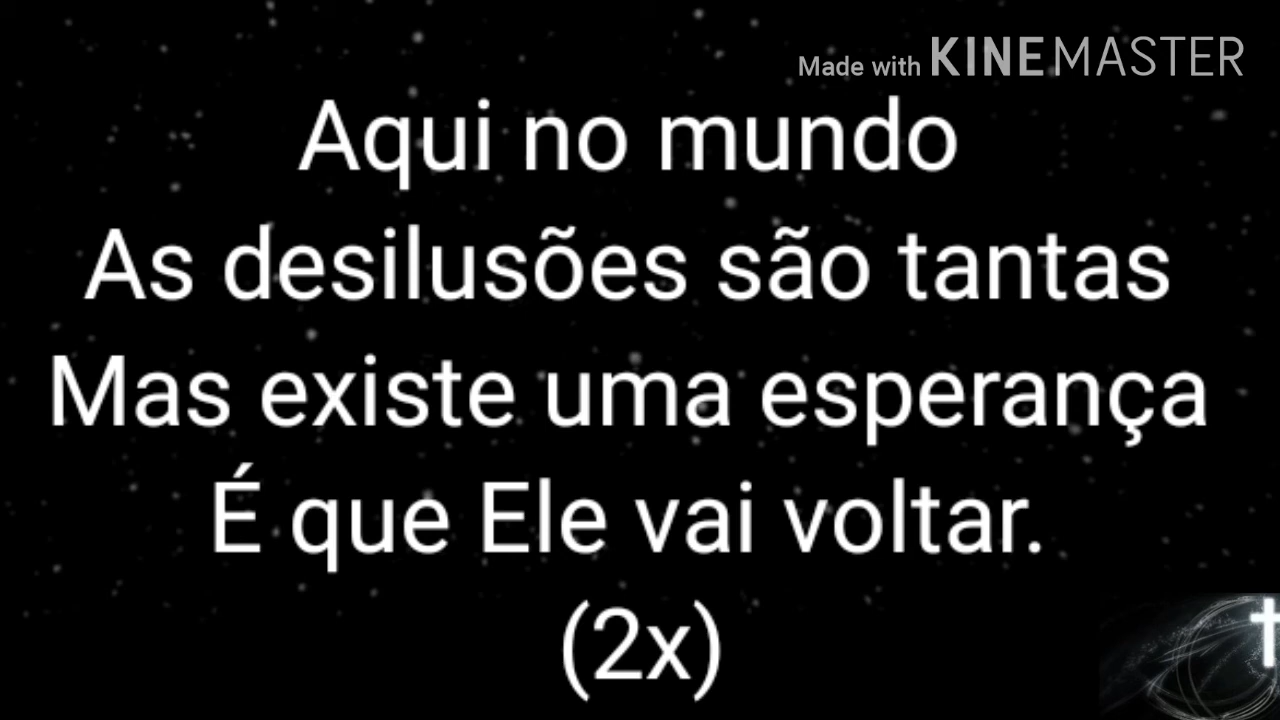 Made with KINEMASTER
Aqui no mundo
As desilusões são tantas
Mas existe uma esperança
É que Ele vai voltar.
(2x)